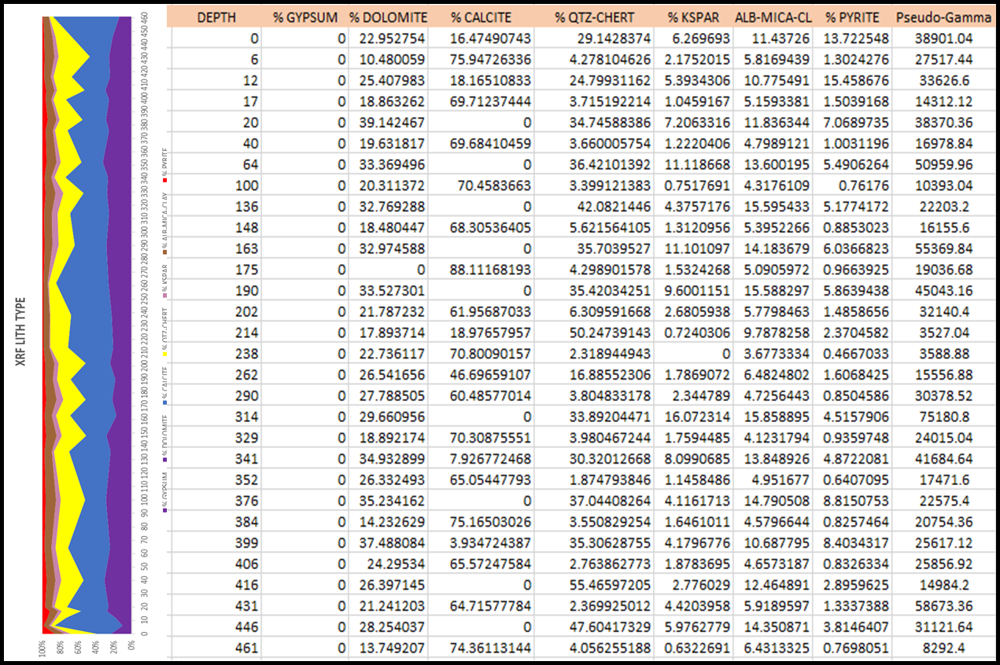 XRF LITH TYPE
100% 80% 60% 40% 20% 0%
0 10 20 30 40 50 60 70 80 90 100 110 120 130 140 150 160 170 180 190 200 210 220 230 240 250 260 270 280 290 300 310 320 330 340 350 360 370 380 390 400 410 420 430 440 450 460
% GYPSUM % DOLOMITE % CALCITE % QTZ-CHERT % KSPAR % ALB-MICA-CLAY % PYRITE
DEPTH % GYPSUM % DOLOMITE % CALCITE % QTZ-CHERT % KSPAR ALB-MICA-CL % PYRITE Pseudo-Gamma
0 0 22.952754 16.47490743 29.1428374 6.269693 11.43726 13.722548 38901.04
6 0 10.480059 75.94726336 4.278104626 2.1752015 5.8169439 1.3024276 27517.44
12 0 25.407983 18.16510833 24.79931162 5.3934306 10.775491 15.458676 33626.6
17 0 18.863262 69.71237444 3.715192214 1.0459167 5.1593381 1.5039168 14312.12
20 0 39.142467 0 34.74588386 7.2063316 11.836344 7.0689735 38370.36
40 0 19.631817 69.68410459 3.660005754 1.2220406 4.7989121 1.0031196 16978.84
64 0 33.369496 0 36.42101392 11.118668 13.600195 5.4906264 50959.96
100 0 20.311372 70.4583663 3.399121383 0.7517691 4.3176109 0.76176 10393.04
136 0 32.769288 0 42.0821446 4.3757176 15.595433 5.1774172 22203.2
148 0 18.480447 68.30536405 5.621564105 1.3120956 5.3952266 0.8853023 16155.6
163 0 32.974588 0 35.7039527 11.101097 14.183679 6.0366823 55369.84
175 0 0 88.11168193 4.298901578 1.5324268 5.0905972 0.9663925 19036.68
190 0 33.527301 0 35.42034251 9.6001151 15.588297 5.8639438 45043.16
202 0 21.787232 61.95687033 6.309591668 2.6805938 5.7798463 1.4858656 32140.4
214 0 17.893714 18.97657957 50.24739143 0.7240306 9.7878258 2.3704582 3527.04
238 0 22.736117 70.80090157 2.318944943 0 3.6773334 0.4667033 3588.88
262 0 26.541656 46.69659107 16.88552306 1.7869072 6.4824802 1.6068425 15556.88
290 0 27.788505 60.48577014 3.804833178 2.344789 4.7256443 0.8504586 30378.52
314 0 29.660956 0 33.89204471 16.072314 15.858895 4.5157906 75180.8
329 0 18.892174 70.30875551 3.980467244 1.7594485 4.1231794 0.9359748 24015.04
341 0 34.932899 7.926772468 30.32012668 8.0990685 13.848926 4.8722081 41684.64
352 0 26.332493 65.05447793 1.874793846 1.1458486 4.951677 0.6407095 17471.6
376 0 35.234162 0 37.04408264 4.1161713 14.790508 8.8150753 22575.4
384 0 14.232629 75.16503026 3.550829254 1.6461011 4.5796644 0.8257464 20754.36
399 0 37.488084 3.934724387 35.30628755 4.1796776 10.687795 8.4034317 25617.12
406 0 24.29534 65.57247584 2.763862773 1.8783695 4.6573187 0.8326334 25856.92
416 0 26.397145 0 55.46597205 2.776029 12.464891 2.8959625 14984.2
431 0 21.241203 64.71577784 2.369925012 4.4203958 5.9189597 1.3337388 58673.36
446 0 28.254037 0 47.60417329 5.9762779 14.350871 3.8146407 31121.64
461 0 13.749207 74.36113144 4.056255188 0.6322691 6.4313325 0.7698051 8292.4